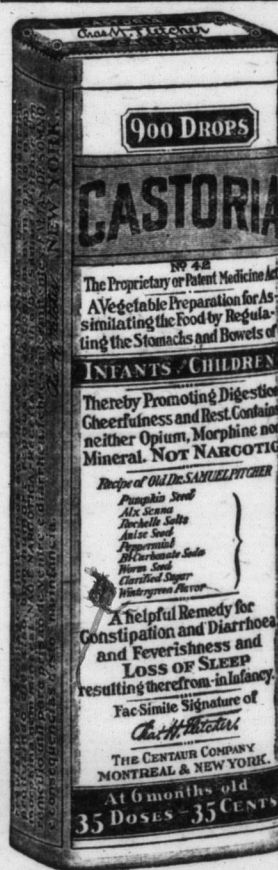 Chas. H. Fletcher
900 DROPS
CASTORIA
Nº 42
The Proprietary or Patent Medicine Act
A Vegetable Preparation for As-
similating the Food by Regula-
ting the Stomachs and Bowels of
INFANTS CHILDREN
Thereby Promoting Digestion
Cheerfulness and Rest. Contains
neither Opium, Morphine nor
Mineral. NOT NARCOTIC
Recipe of Old Dr. SAMUEL PITCHER
Pumpkin Seed
Alx Senna
Rochelle Salts
Anise Seed
Peppermint
Bi Carbonate Soda
Worm Seed
Clarified Sugar
Wintergreen Flavor
A helpful Remedy for
Constipation and Diarrhoea
and Feverishness and
LOSS OF SLEEP
resulting therefrom-in Infancy.
Fac Simile Signature of
Chas. H. Fletcher.
THE CENTAUR COMPANY
MONTREAL & NEW YORK.
At 6 months old
35 DOSES - 35 CENTS
NEW YORK.